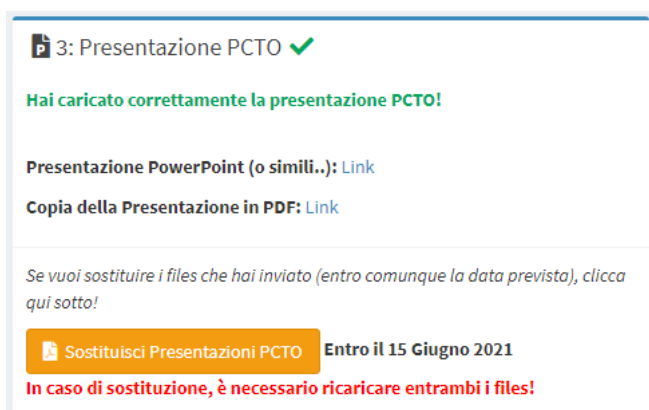 3: Presentazione PCTO
Hai caricato correttamente la presentazione PCTO!
Presentazione PowerPoint (o simili..): Link
Copia della Presentazione in PDF: Link
Se vuoi sostituire i files che hai inviato (entro comunque la data prevista), clicca
qui sotto!
Sostituisci Presentazioni PCTO Entro il 15 Giugno 2021
In caso di sostituzione, è necessario ricaricare entrambi i files!